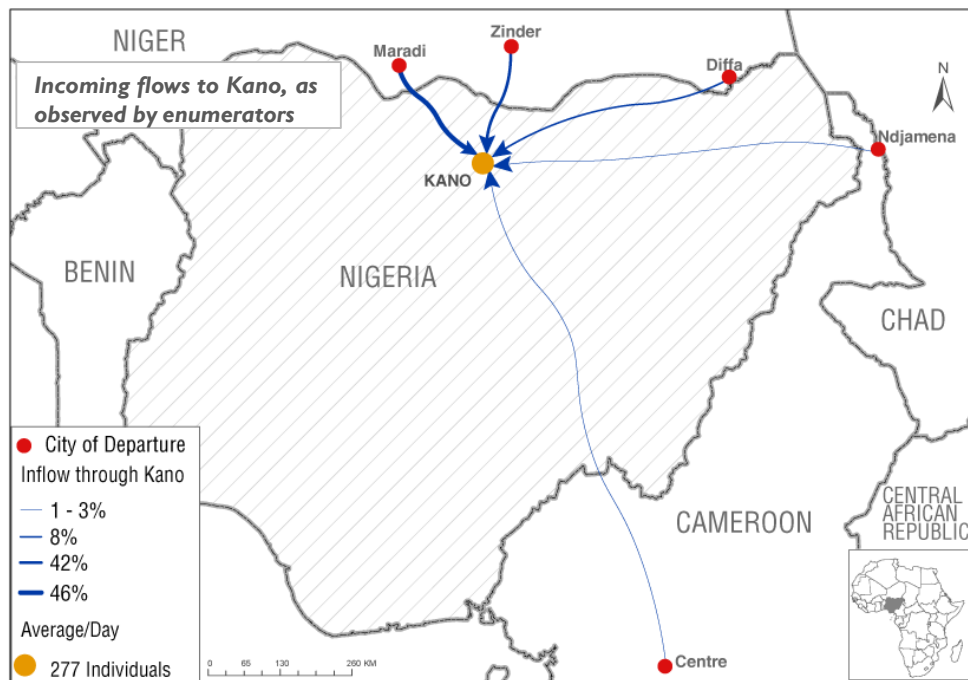 NIGER
Zinder
Maradi
Diffa
N
Incoming flows to Kano, as
observed by enumerators
Ndjamena
KANO
BENIN
NIGERIA
CHAD
City of Departure
Inflow through Kano
1 - 3%
8%
42%
46%
Average/Day
277 Individuals
CAMEROON
CENTRAL
AFRICAN
REPUBLIC
0 65 130 260 KM
Centre